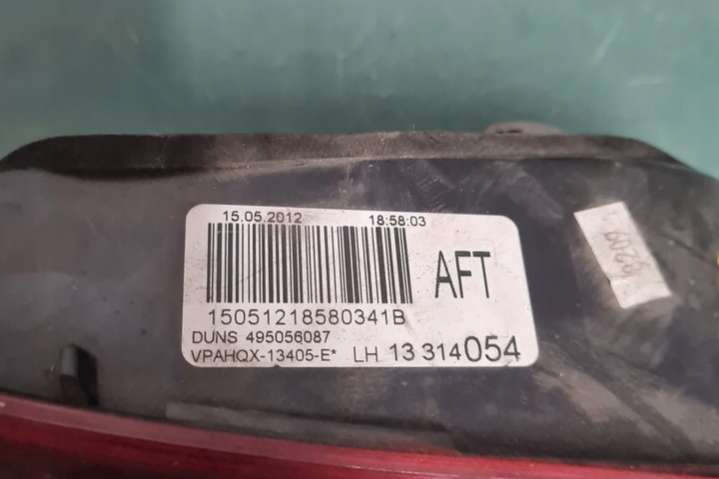 15.05.2012 18:58:03
AFT
15051218580341B
DUNS 495056087
VPAHQX-13405-E* LH 13 314054